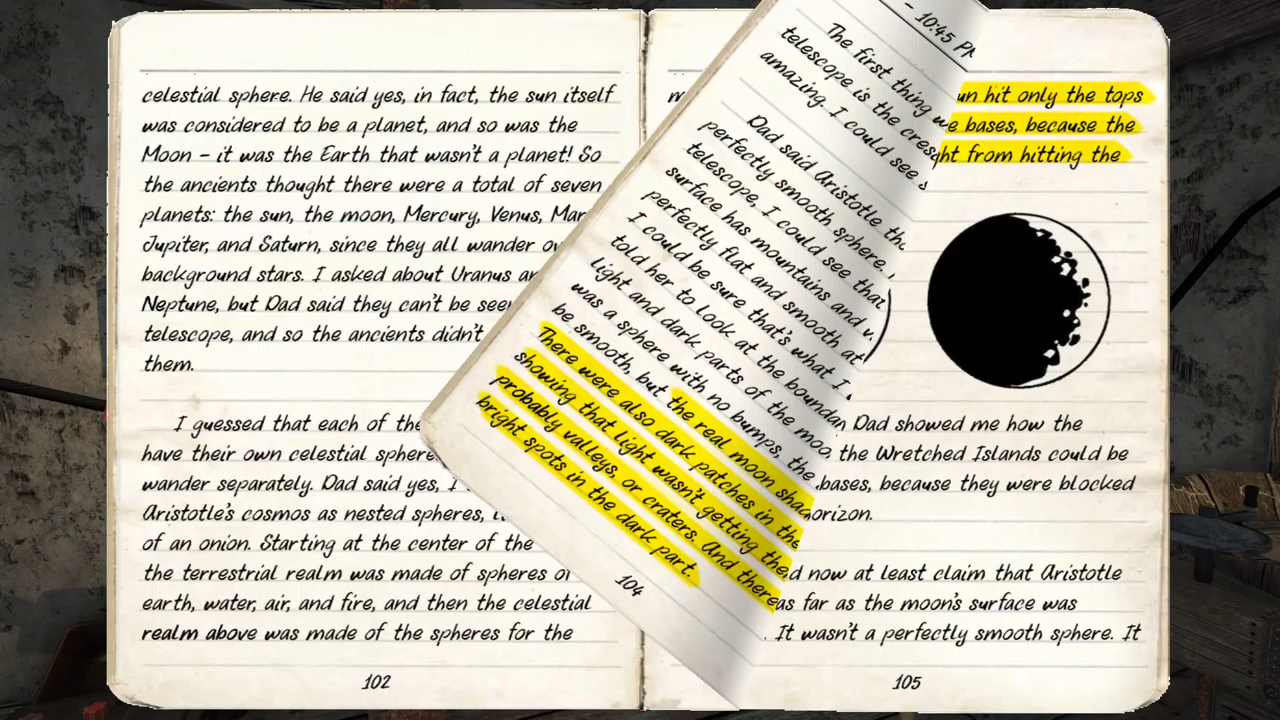 celestial sphere. He said yes, in fact, the sun itself
was considered to be a planet, and so was the
Moon – it was the Earth that wasn't a planet! So
the ancients thought there were a total of seven
planets: the sun, the moon, Mercury, Venus, Mar
Jupiter, and Saturn, since they all wander ov
background stars. I asked about Uranus an
Neptune, but Dad said they can't be seen
telescope, and so the ancients didn't
them.
I guessed that each of the
have their own celestial sphere
wander separately. Dad said yes, I
Aristotle's cosmos as nested spheres, l
of an onion. Starting at the center of the
the terrestrial realm was made of spheres of
earth, water, air, and fire, and then the celestial
realm above was made of the spheres for the
102
– 10:45 PM
The first thing we
telescope is the cresc
amazing. I could see s
Dad said Aristotle tho
perfectly smooth sphere.
telescope, I could see that
surface has mountains and v
perfectly flat and smooth at
I could be sure that's what I
told her to look at the boundar
light and dark parts of the moo
was a sphere with no bumps, the
be smooth, but the real moon shad
There were also dark patches in the
showing that light wasn't getting the
probably valleys, or craters. And there
bright spots in the dark part.
104
un hit only the tops
e bases, because the
ht from hitting the
Dad showed me how the
the Wretched Islands could be
bases, because they were blocked
orizon.
d now at least claim that Aristotle
as far as the moon's surface was
. It wasn't a perfectly smooth sphere. It
105